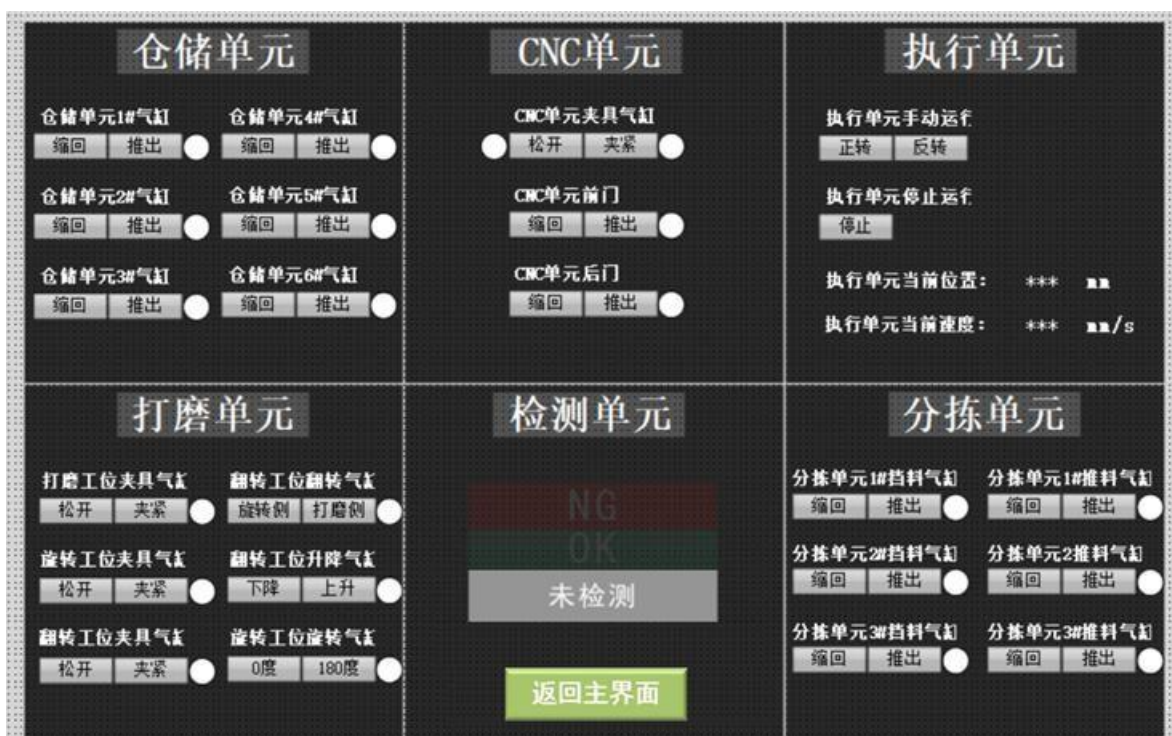 仓储单元
仓储单元1#气缸 仓储单元4#气缸
缩回 推出 缩回 推出
仓储单元2#气缸 仓储单元5#气缸
缩回 推出 缩回 推出
仓储单元3#气缸 仓储单元6#气缸
缩回 推出 缩回 推出
CNC单元
CNC单元夹具气缸
松开 夹紧
CNC单元前门
缩回 推出
CNC单元后门
缩回 推出
执行单元
执行单元手动运行
正转 反转
执行单元停止运行
停止
执行单元当前位置： *** mm
执行单元当前速度： *** mm/s
打磨单元
打磨工位夹具气缸 翻转工位翻转气缸
松开 夹紧 旋转侧 打磨侧
旋转工位夹具气缸 翻转工位升降气缸
松开 夹紧 下降 上升
翻转工位夹具气缸 旋转工位旋转气缸
松开 夹紧 0度 180度
检测单元
NG
OK
未检测
返回主界面
分拣单元
分拣单元1#挡料气缸 分拣单元1#推料气缸
缩回 推出 缩回 推出
分拣单元2#挡料气缸 分拣单元2推料气缸
缩回 推出 缩回 推出
分拣单元3#挡料气缸 分拣单元3#推料气缸
缩回 推出 缩回 推出